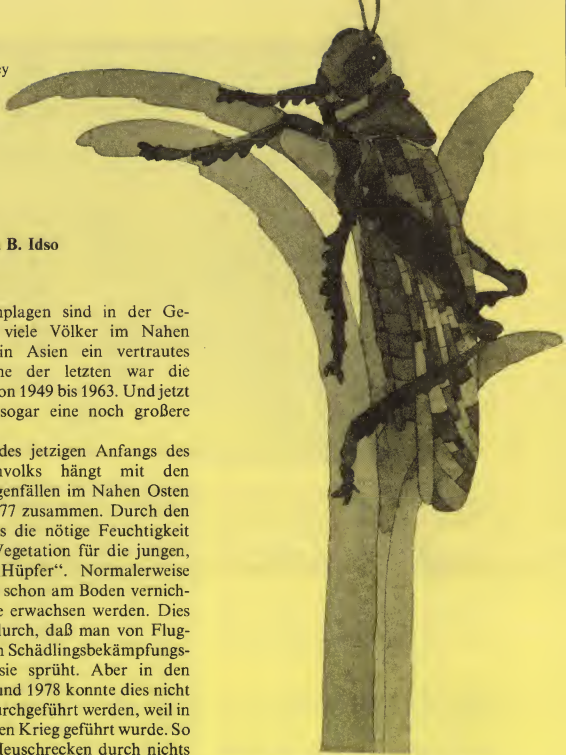 ey
B. Idso
nplagen sind in der Ge-
viele Völker im Nahen
in Asien ein vertrautes
ne der letzten war die
on 1949 bis 1963. Und jetzt
sogar eine noch großere
des jetzigen Anfangs des
nvolks hängt mit den
genfällen im Nahen Osten
77 zusammen. Durch den
s die nötige Feuchtigkeit
Vegetation für die jungen,
Hüpfer“. Normalerweise
schon am Boden vernich-
e erwachsen werden. Dies
durch, daß man von Flug-
n Schädlingsbekämpfungs-
sie sprüht. Aber in den
und 1978 konnte dies nicht
urchgeführt werden, weil in
en Krieg geführt wurde. So
Heuschrecken durch nichts